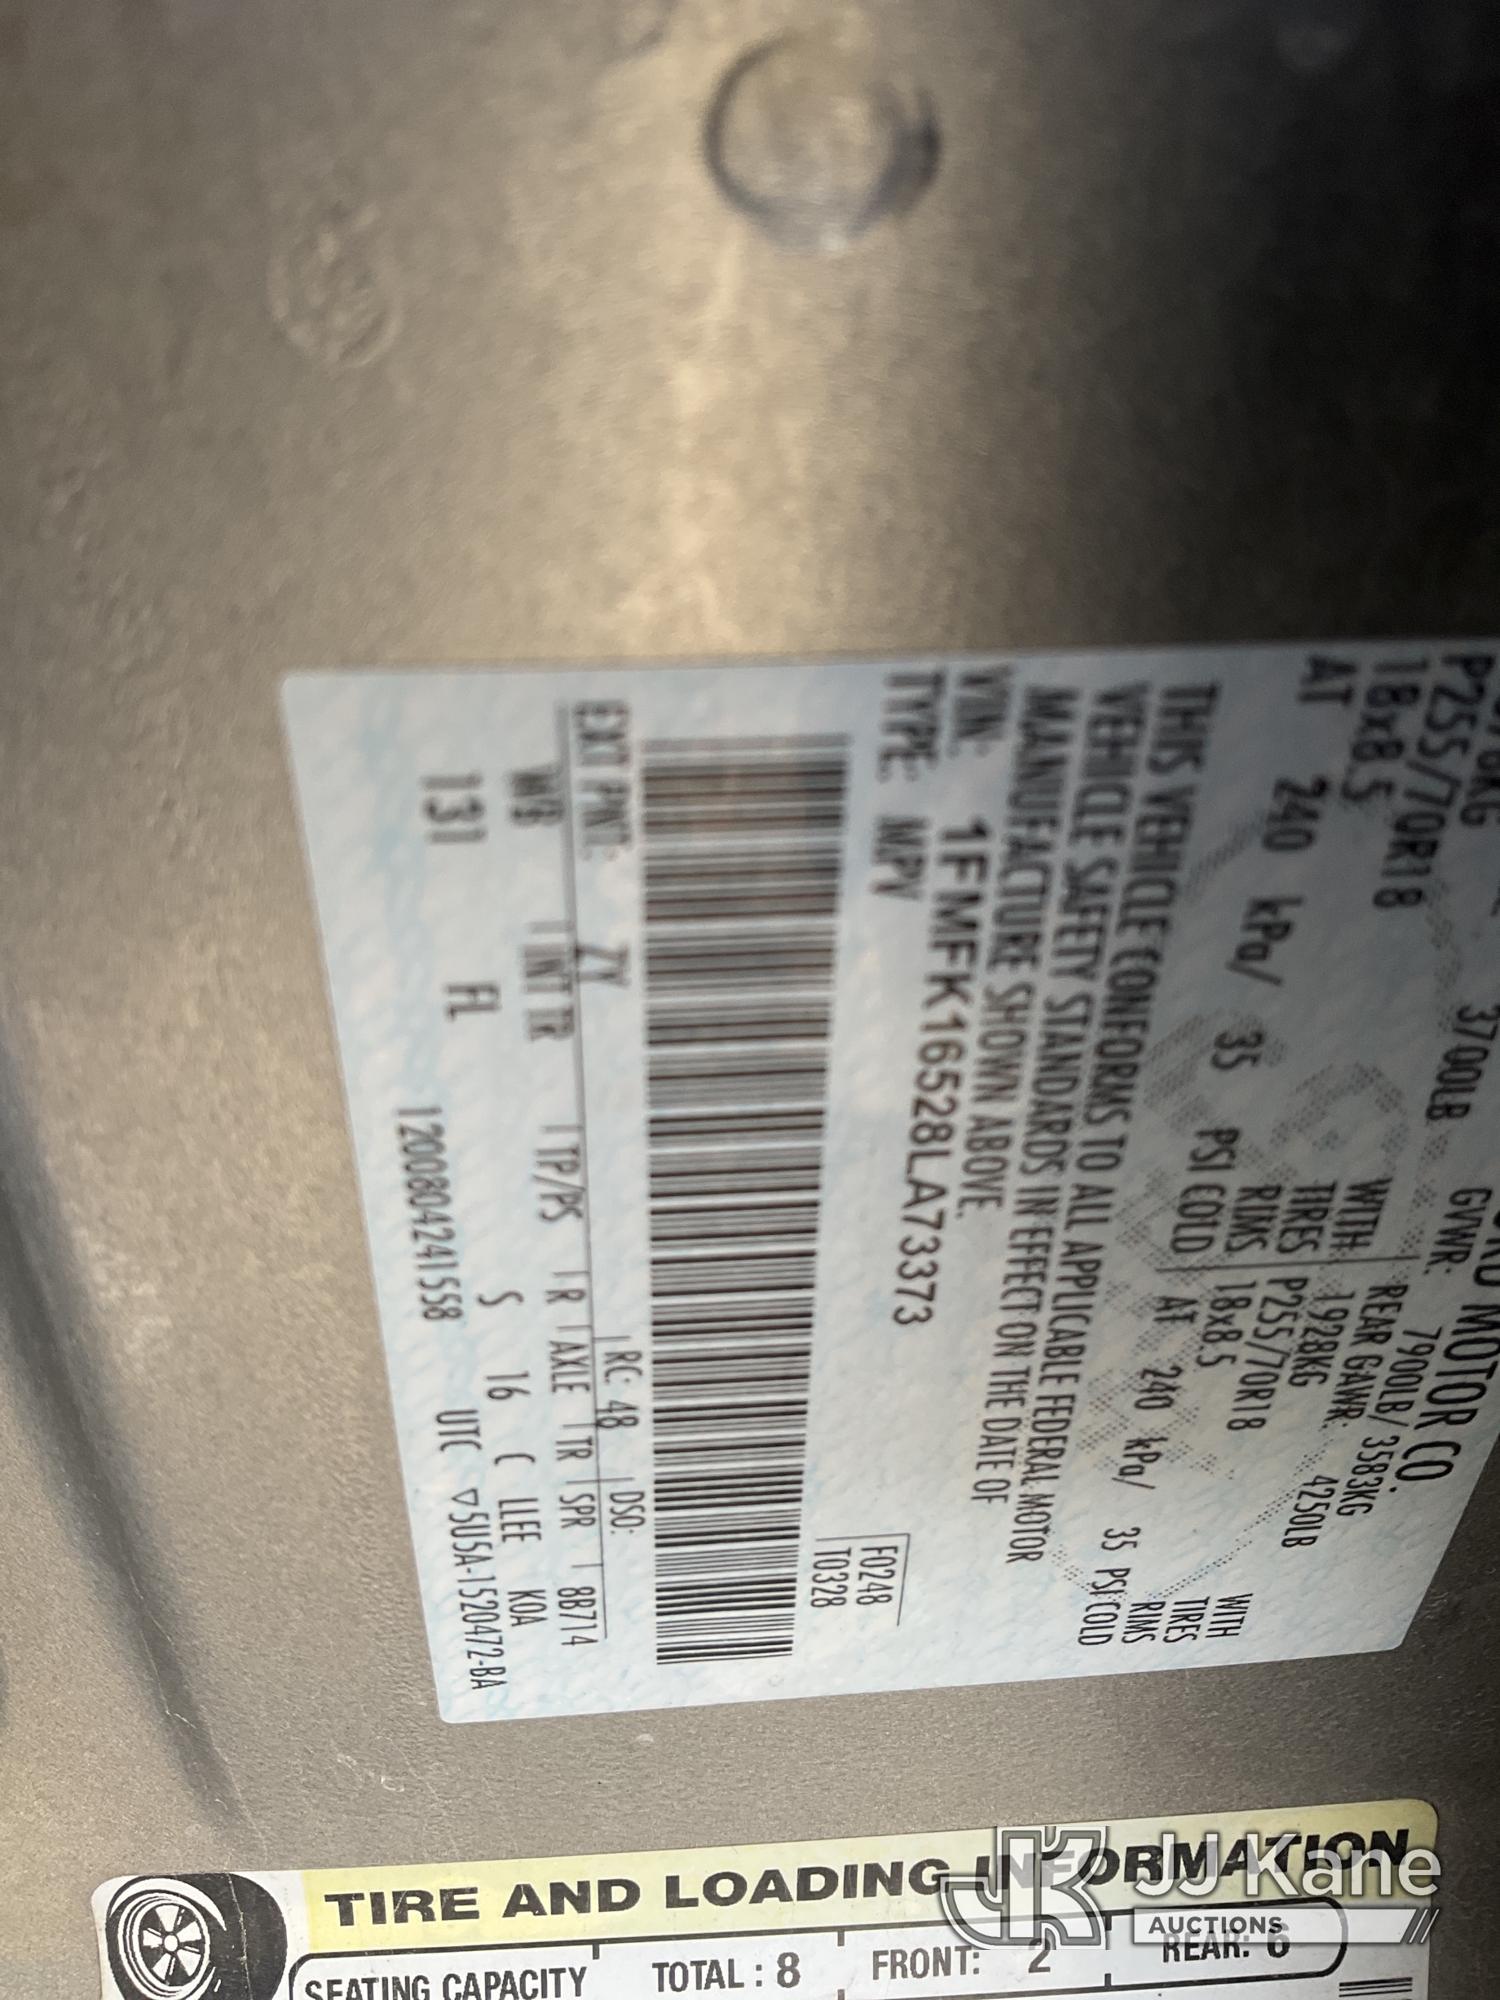 MOTOR CO.
GVWR: 7900LB/ 3583KG
3700LB
P255/70R18
18x8.5
AT 240 kPa/ 35 PSI COLD
WITH
TIRES
RIMS
REAR GAWR: 4250LB
1928KG
P255/70R18
18x8.5
AT 240 kPa/ 35 PSI COLD
WITH
TIRES
RIMS
THIS VEHICLE CONFORMS TO ALL APPLICABLE FEDERAL MOTOR
VEHICLE SAFETY STANDARDS IN EFFECT ON THE DATE OF
MANUFACTURE SHOWN ABOVE.
VIN: 1FMFK16528LA73373
TYPE: MPV
F0248
T0328
EXT PNT: ZY RC: 48 DSO:
WB INT TR TP/PS R AXLE TR SPR 8B714
131 FL S 16 C LLEE KOA
120080424155B UTC ▽5U5A-1520472-BA
TIRE AND LOADING INFORMATION
SEATING CAPACITY TOTAL : 8 FRONT: 2 REAR: 6
JJ Kane
AUCTIONS